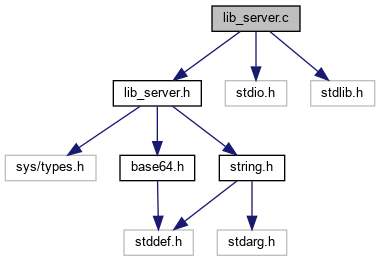 lib_server.c
lib_server.h
stdio.h
stdlib.h
sys/types.h
base64.h
string.h
stddef.h
stdarg.h